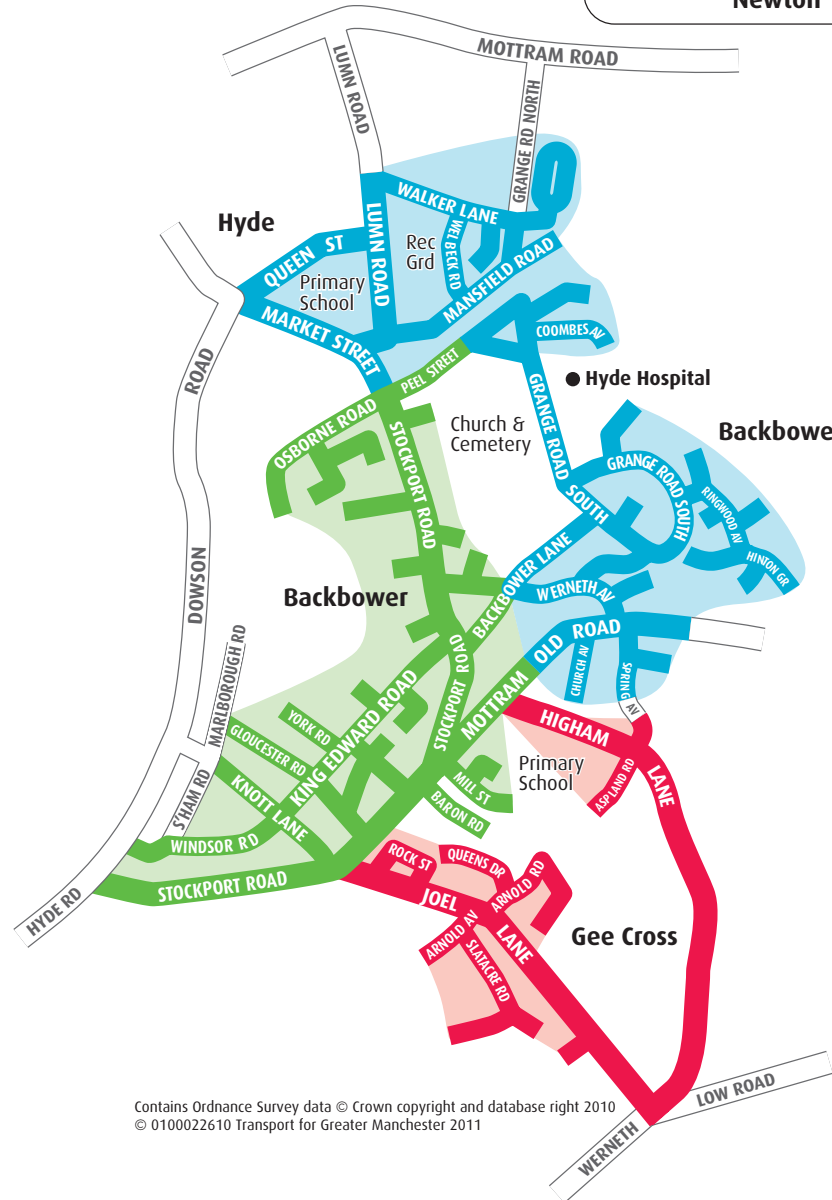 Newton
MOTTRAM ROAD
LUMN ROAD
GRANGE RD NORTH
WALKER LANE
Hyde
LUMN ROAD
WELBECK RD
Rec
Grd
QUEEN ST
MANSFIELD ROAD
Primary
School
MARKET STREET
COOMBES AV
ROAD
PEEL STREET
Hyde Hospital
GRANGE ROAD SOUTH
OSBORNE ROAD
STOCKPORT ROAD
Church &
Cemetery
Backbowe
GRANGE ROAD SOUTH
RINGWOOD AV
HINTON GR
DOWSON
BACKBOWER LANE
WERNETH AV
Backbower
OLD ROAD
MARLBOROUGH RD
STOCKPORT ROAD
CHURCH AV
SPRING AV
MOTTRAM
KING EDWARD ROAD
YORK RD
GLOUCESTER RD
HIGHAM
LANE
Primary
School
ASPLAND RD
S'HAM RD
KNOTT LANE
MILL ST
BARON RD
WINDSOR RD
STOCKPORT ROAD
HYDE RD
ROCK ST
QUEENS DR
ARNOLD RD
JOEL
LANE
ARNOLD AV
SLATACRE RD
Gee Cross
LOW ROAD
WERNETH
Contains Ordnance Survey data © Crown copyright and database right 2010
© 0100022610 Transport for Greater Manchester 2011